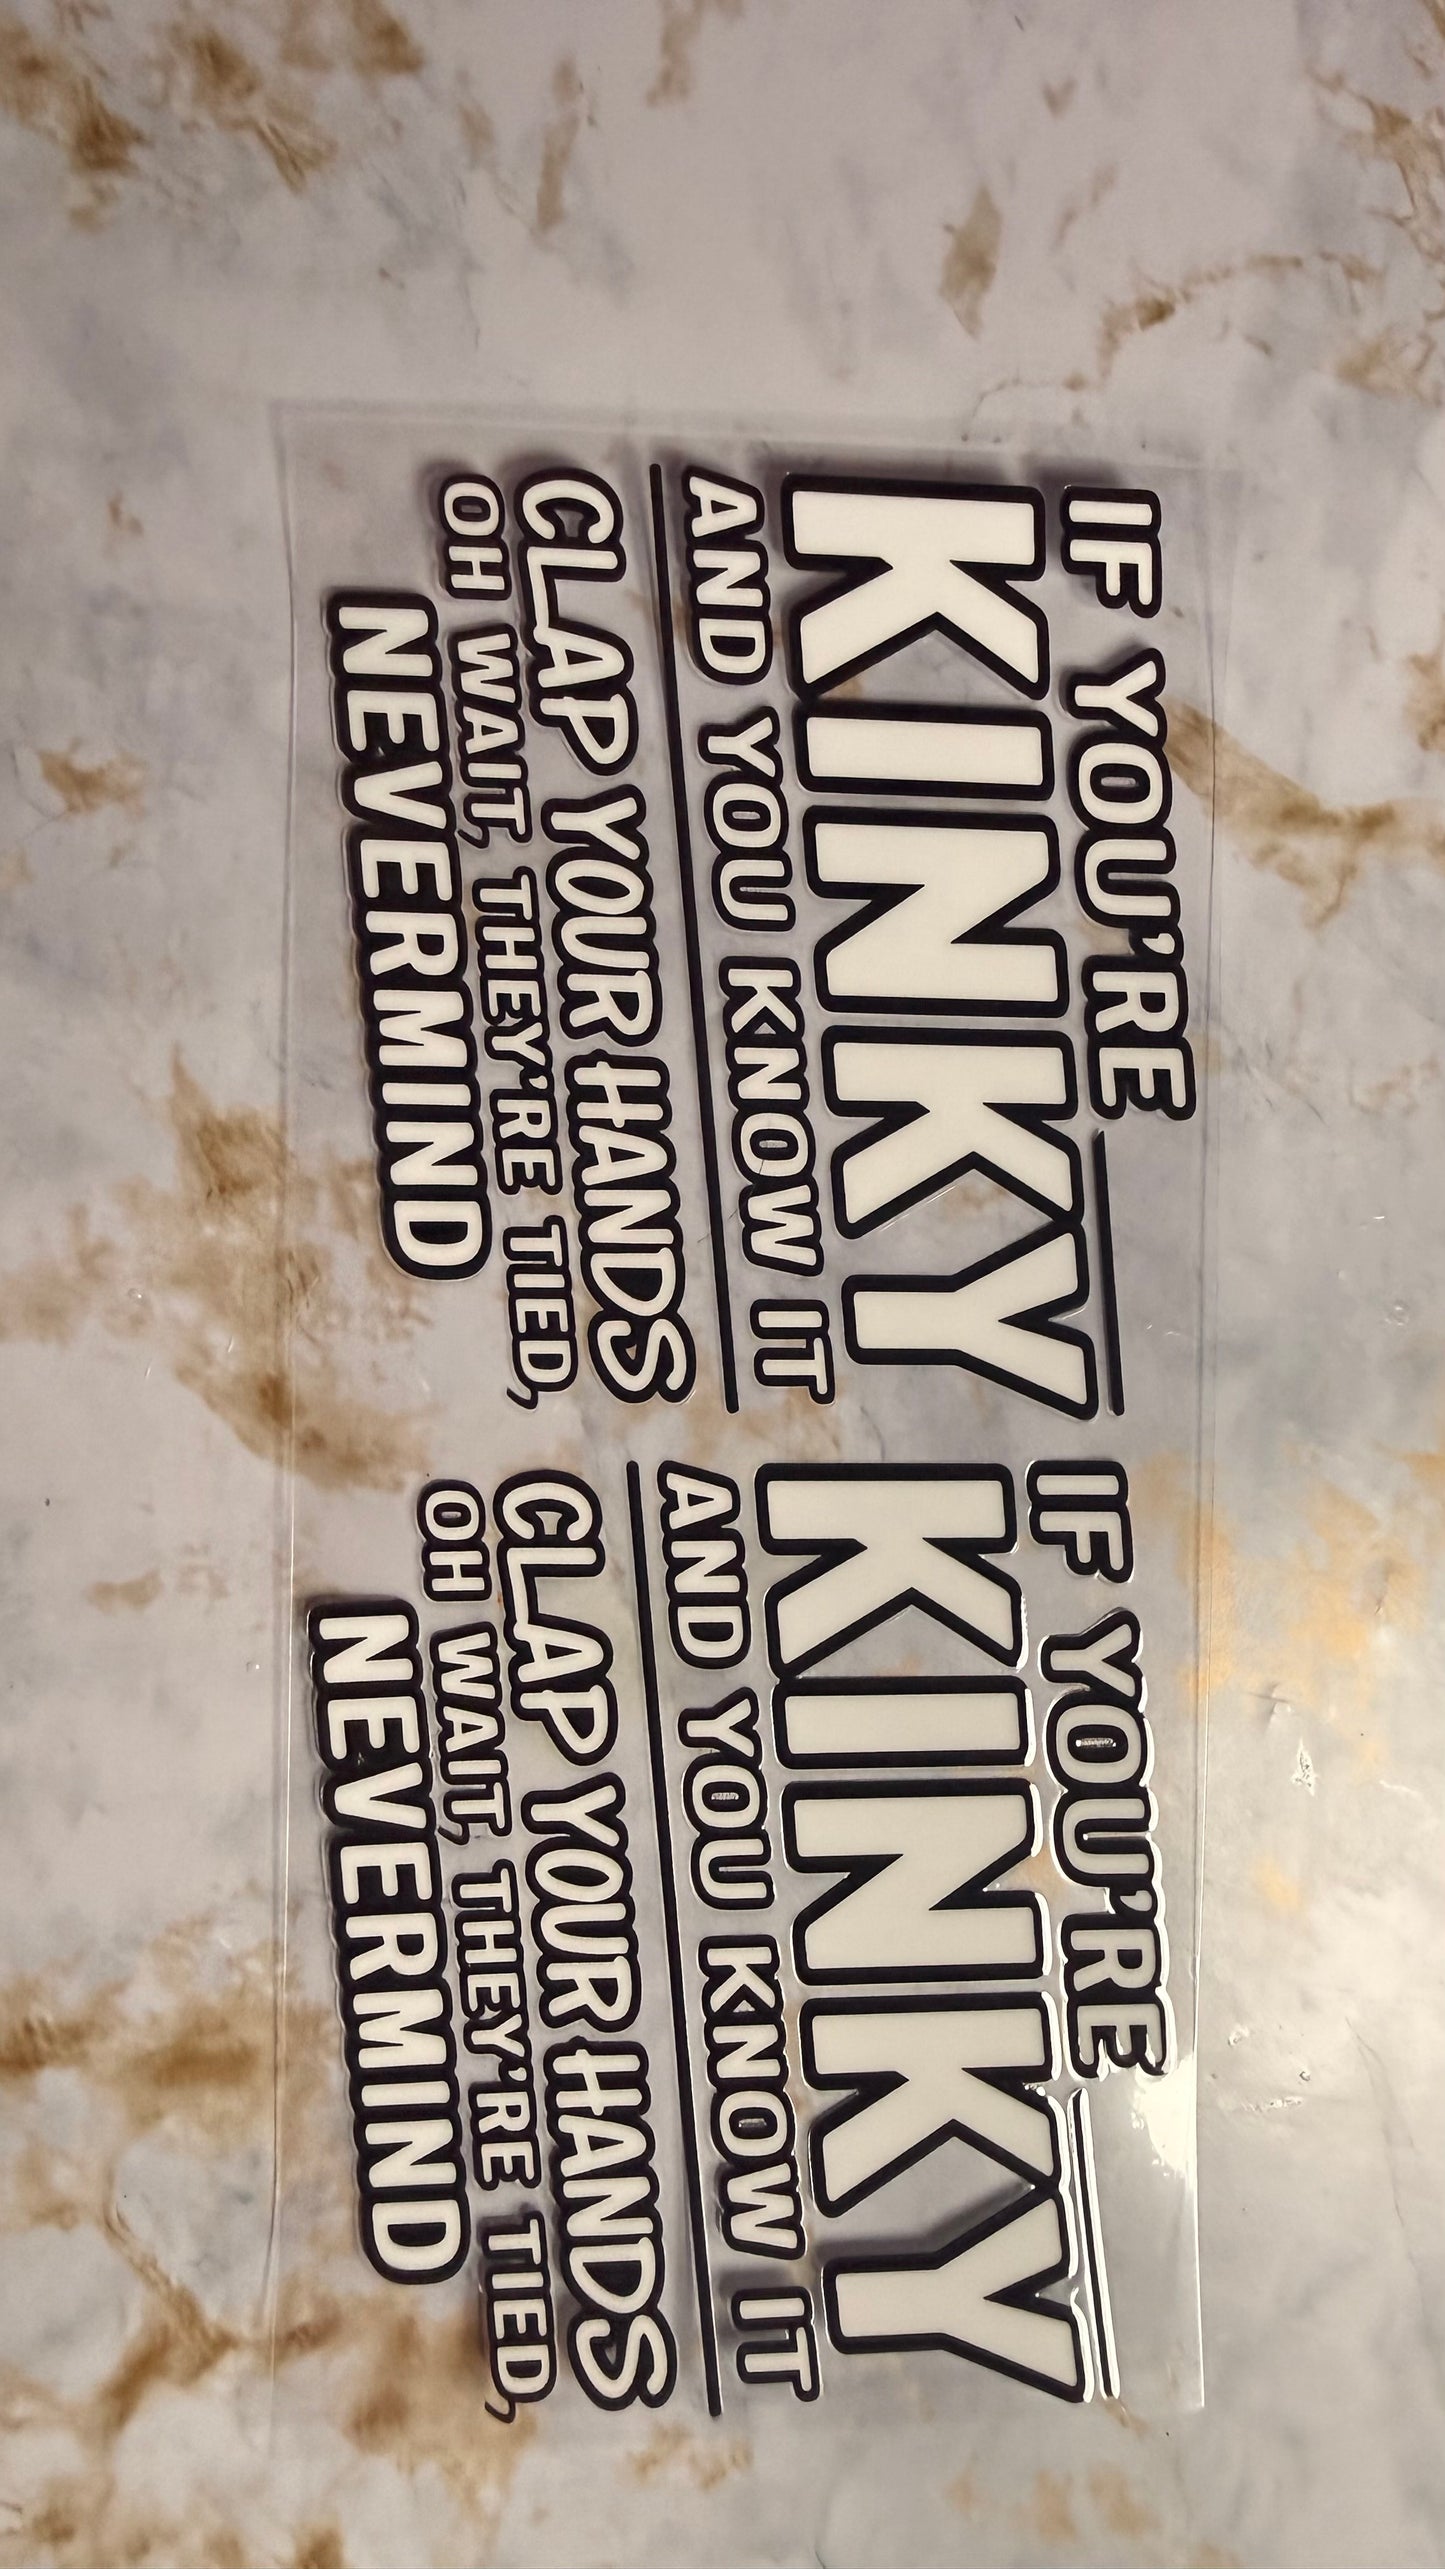 IF YOU'RE
KINKY
AND YOU KNOW IT
CLAP YOUR HANDS
OH WAIT, THEY'RE TIED,
NEVERMIND
IF YOU'RE
KINKY
AND YOU KNOW IT
CLAP YOUR HANDS
OH WAIT, THEY'RE TIED,
NEVERMIND